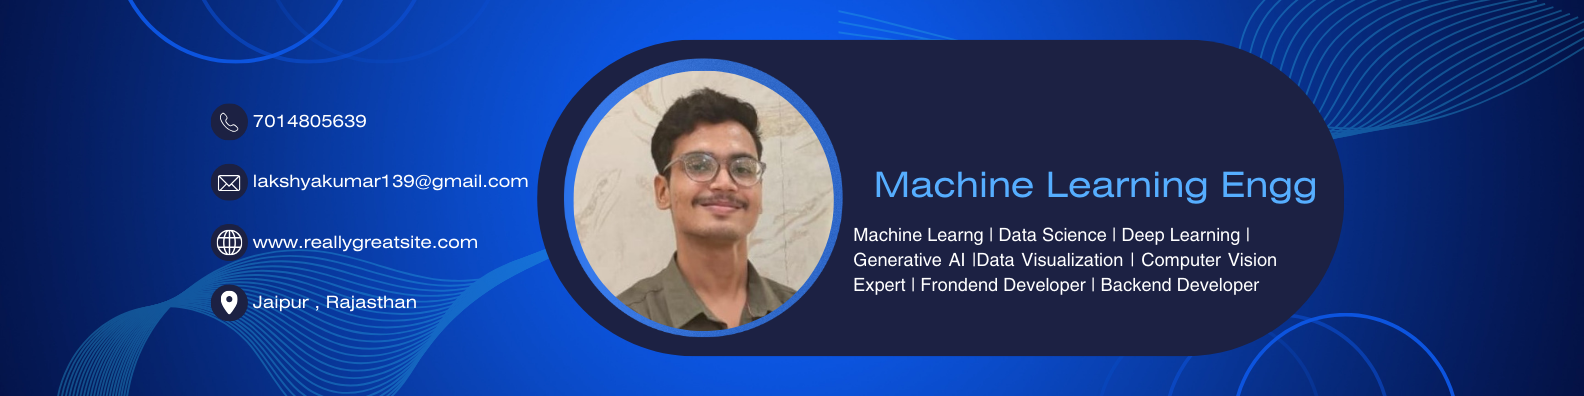 7014805639
lakshyakumar139@gmail.com
www.reallygreatsite.com
Jaipur , Rajasthan
Machine Learning Engg
Machine Learng | Data Science | Deep Learning |
Generative AI |Data Visualization | Computer Vision
Expert | Frondend Developer | Backend Developer